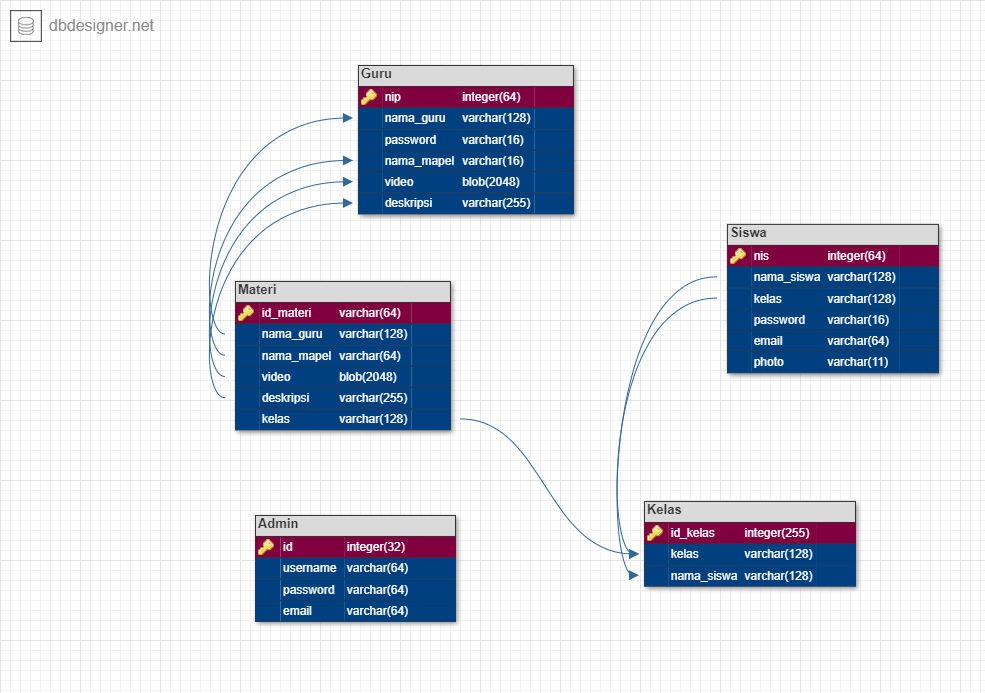 dbdesigner.net
Guru
nip integer(64)
nama_guru varchar(128)
password varchar(16)
nama_mapel varchar(16)
video blob(2048)
deskripsi varchar(255)
Siswa
nis integer(64)
nama_siswa varchar(128)
kelas varchar(128)
password varchar(16)
email varchar(64)
photo varchar(11)
Materi
id_materi varchar(64)
nama_guru varchar(128)
nama_mapel varchar(64)
video blob(2048)
deskripsi varchar(255)
kelas varchar(128)
Kelas
id_kelas integer(255)
kelas varchar(128)
nama_siswa varchar(128)
Admin
id integer(32)
username varchar(64)
password varchar(64)
email varchar(64)